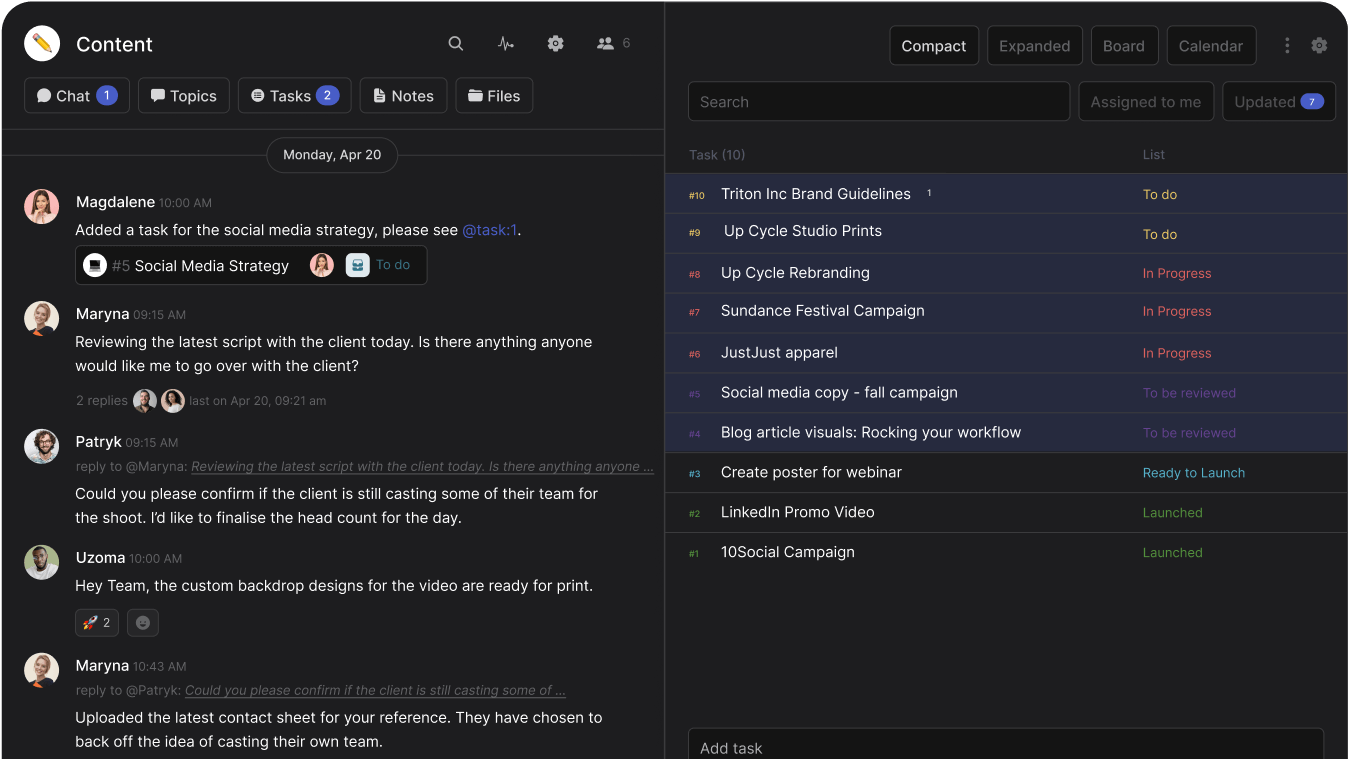 Content
6
Chat 1
Topics
Tasks 2
Notes
Files
Monday, Apr 20
Magdalene 10:00 AM
Added a task for the social media strategy, please see @task:1.
#5 Social Media Strategy To do
Maryna 09:15 AM
Reviewing the latest script with the client today. Is there anything anyone
would like me to go over with the client?
2 replies last on Apr 20, 09:21 am
Patryk 09:15 AM
reply to @Maryna: Reviewing the latest script with the client today. Is there anything anyone ...
Could you please confirm if the client is still casting some of their team for
the shoot. I’d like to finalise the head count for the day.
Uzoma 10:00 AM
Hey Team, the custom backdrop designs for the video are ready for print.
🚀 2
Maryna 10:43 AM
reply to @Patryk: Could you please confirm if the client is still casting some of ...
Uploaded the latest contact sheet for your reference. They have chosen to
back off the idea of casting their own team.
Compact
Expanded
Board
Calendar
Search
Assigned to me
Updated 7
Task (10) List
#10 Triton Inc Brand Guidelines 1 To do
#9 Up Cycle Studio Prints To do
#8 Up Cycle Rebranding In Progress
#7 Sundance Festival Campaign In Progress
#6 JustJust apparel In Progress
#5 Social media copy - fall campaign To be reviewed
#4 Blog article visuals: Rocking your workflow To be reviewed
#3 Create poster for webinar Ready to Launch
#2 LinkedIn Promo Video Launched
#1 10Social Campaign Launched
Add task